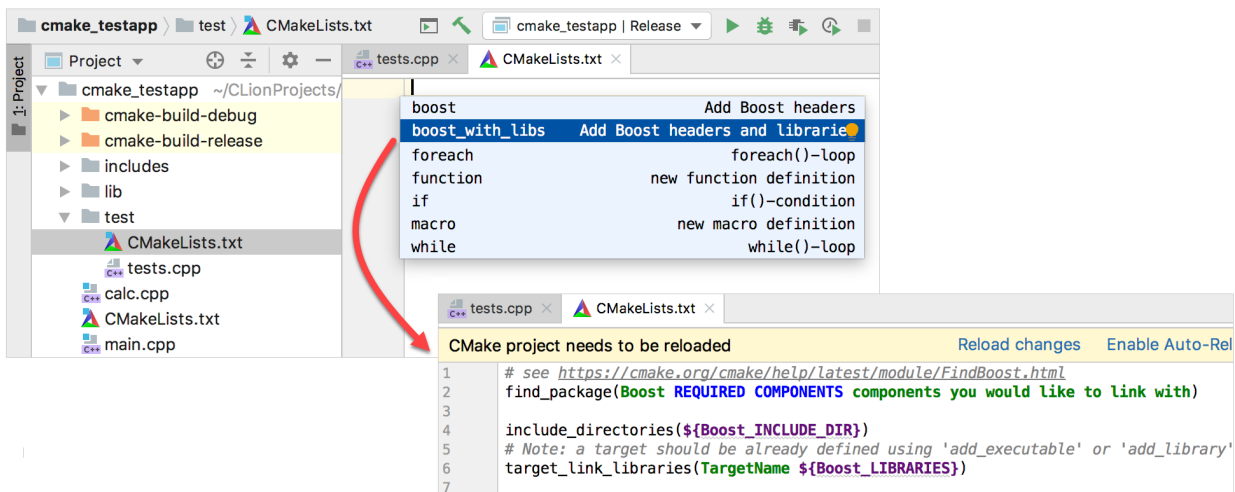 cmake_testapp test CMakeLists.txt cmake_testapp | Release
1: Project
Project tests.cpp CMakeLists.txt
cmake_testapp ~/CLionProjects/
cmake-build-debug
cmake-build-release
includes
lib
test
CMakeLists.txt
C++ tests.cpp
C++ calc.cpp
CMakeLists.txt
C++ main.cpp
boost Add Boost headers
boost_with_libs Add Boost headers and librarie
foreach foreach()-loop
function new function definition
if if()-condition
macro new macro definition
while while()-loop
C++ tests.cpp CMakeLists.txt
CMake project needs to be reloaded Reload changes Enable Auto-Rel
1 # see https://cmake.org/cmake/help/latest/module/FindBoost.html
2 find_package(Boost REQUIRED COMPONENTS components you would like to link with)
3
4 include_directories(${Boost_INCLUDE_DIR})
5 # Note: a target should be already defined using 'add_executable' or 'add_library'
6 target_link_libraries(TargetName ${Boost_LIBRARIES})
7